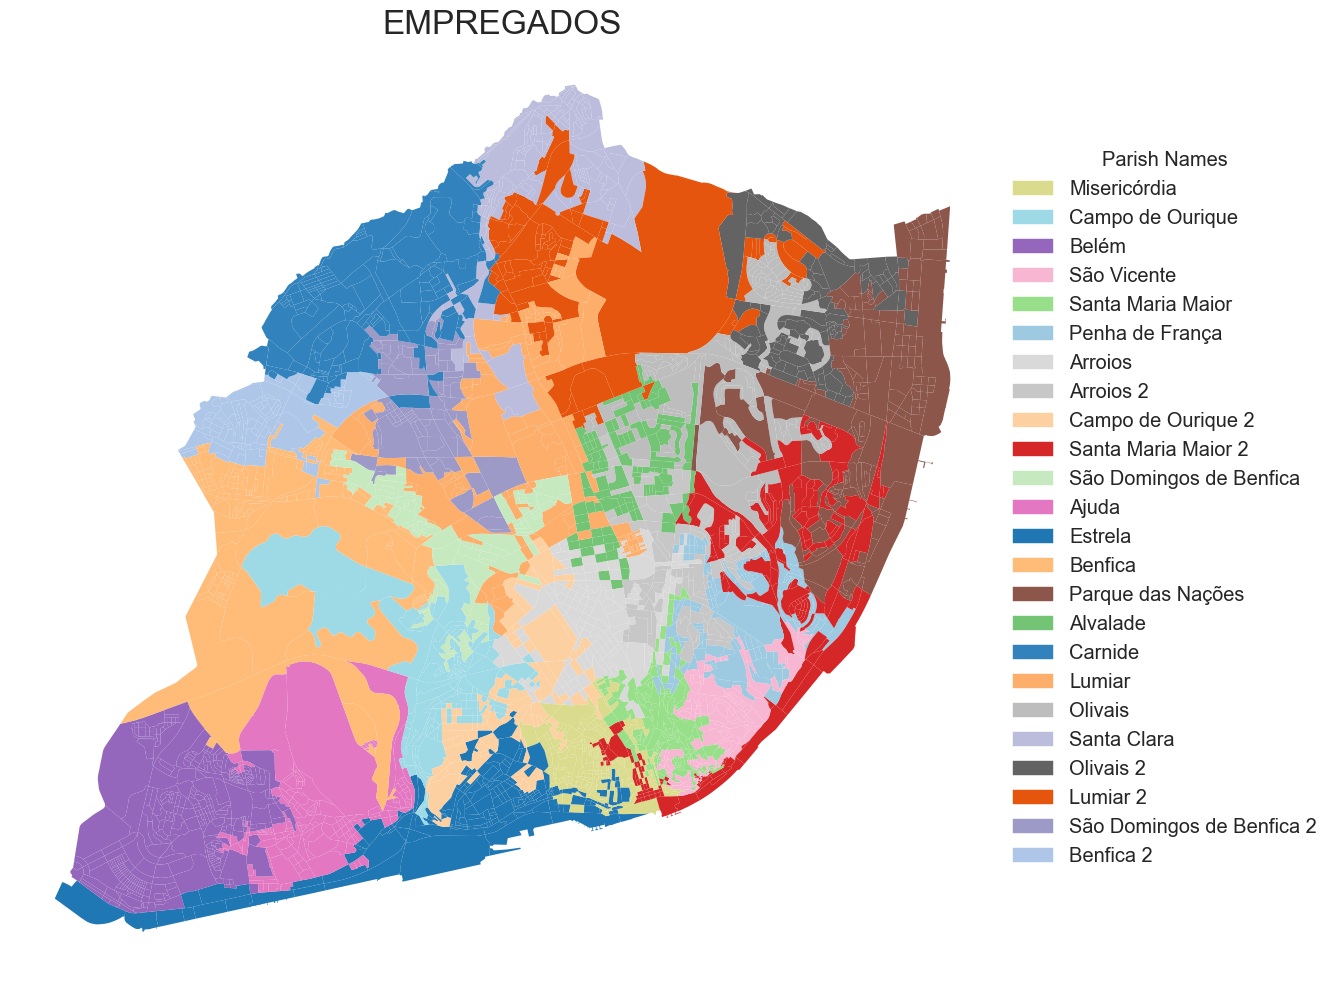 EMPREGADOS
Parish Names
Misericórdia
Campo de Ourique
Belém
São Vicente
Santa Maria Maior
Penha de França
Arroios
Arroios 2
Campo de Ourique 2
Santa Maria Maior 2
São Domingos de Benfica
Ajuda
Estrela
Benfica
Parque das Nações
Alvalade
Carnide
Lumiar
Olivais
Santa Clara
Olivais 2
Lumiar 2
São Domingos de Benfica 2
Benfica 2